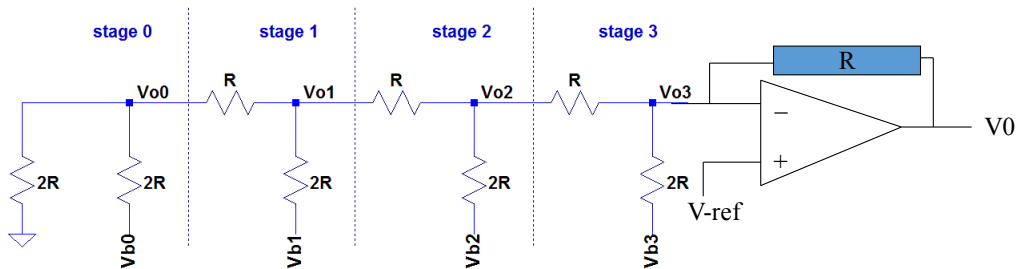 stage 0 stage 1 stage 2 stage 3
R
Vo0 R Vo1 R Vo2 R Vo3
−
V0
+
2R 2R 2R 2R 2R
V-ref
Vb0 Vb1 Vb2 Vb3